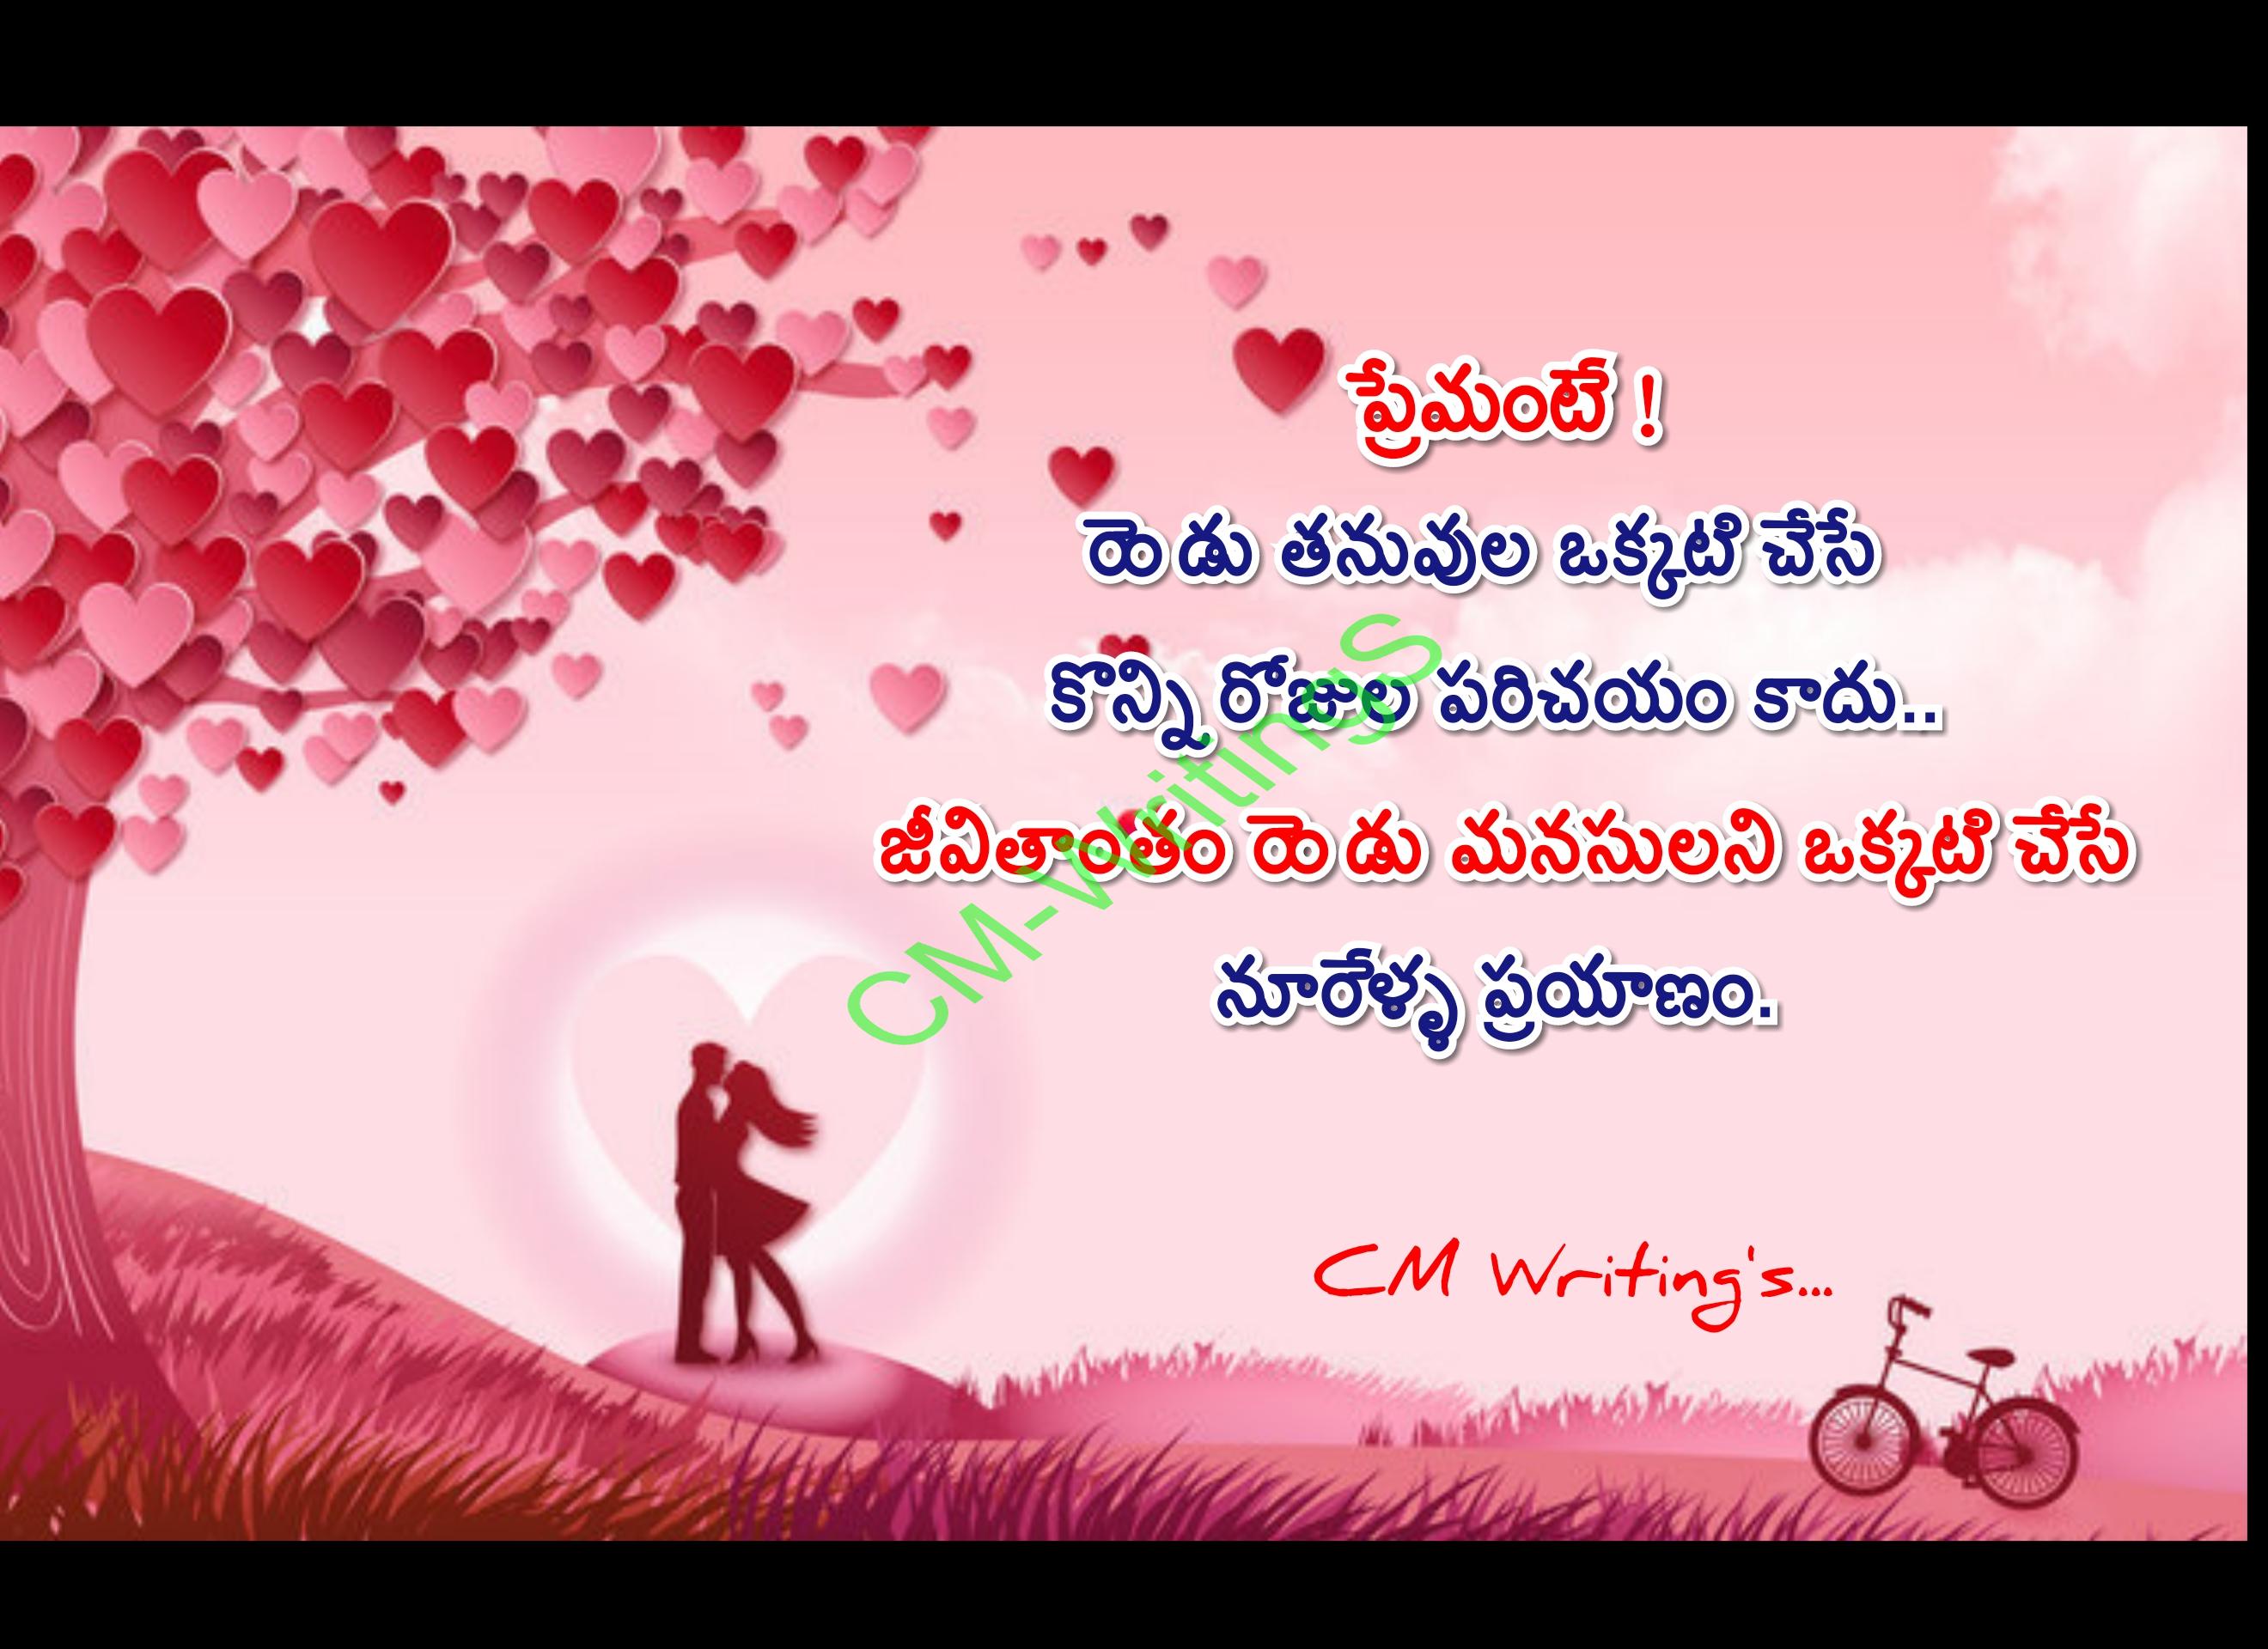 ప్రేమంటే !
రెండు తనువుల ఒక్కటి చేసే
కొన్ని రోజుల పరిచయం కాదు..
జీవితాంతం రెండు మనసులని ఒక్కటి చేసే
నూరేళ్ళ ప్రయాణం.
CM-WritingS
CM Writing's...